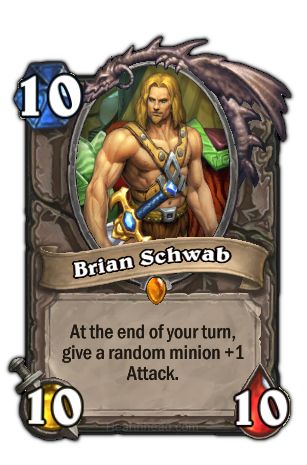 10
Brian Schwab
At the end of your turn,
give a random minion +1
Attack.
10 10